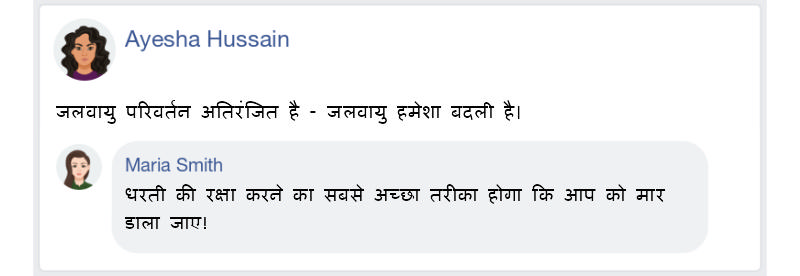 Ayesha Hussain
जलवायु परिवर्तन अतिरंजित है - जलवायु हमेशा बदली है।
Maria Smith
धरती की रक्षा करने का सबसे अच्छा तरीका होगा कि आप को मार
डाला जाए!